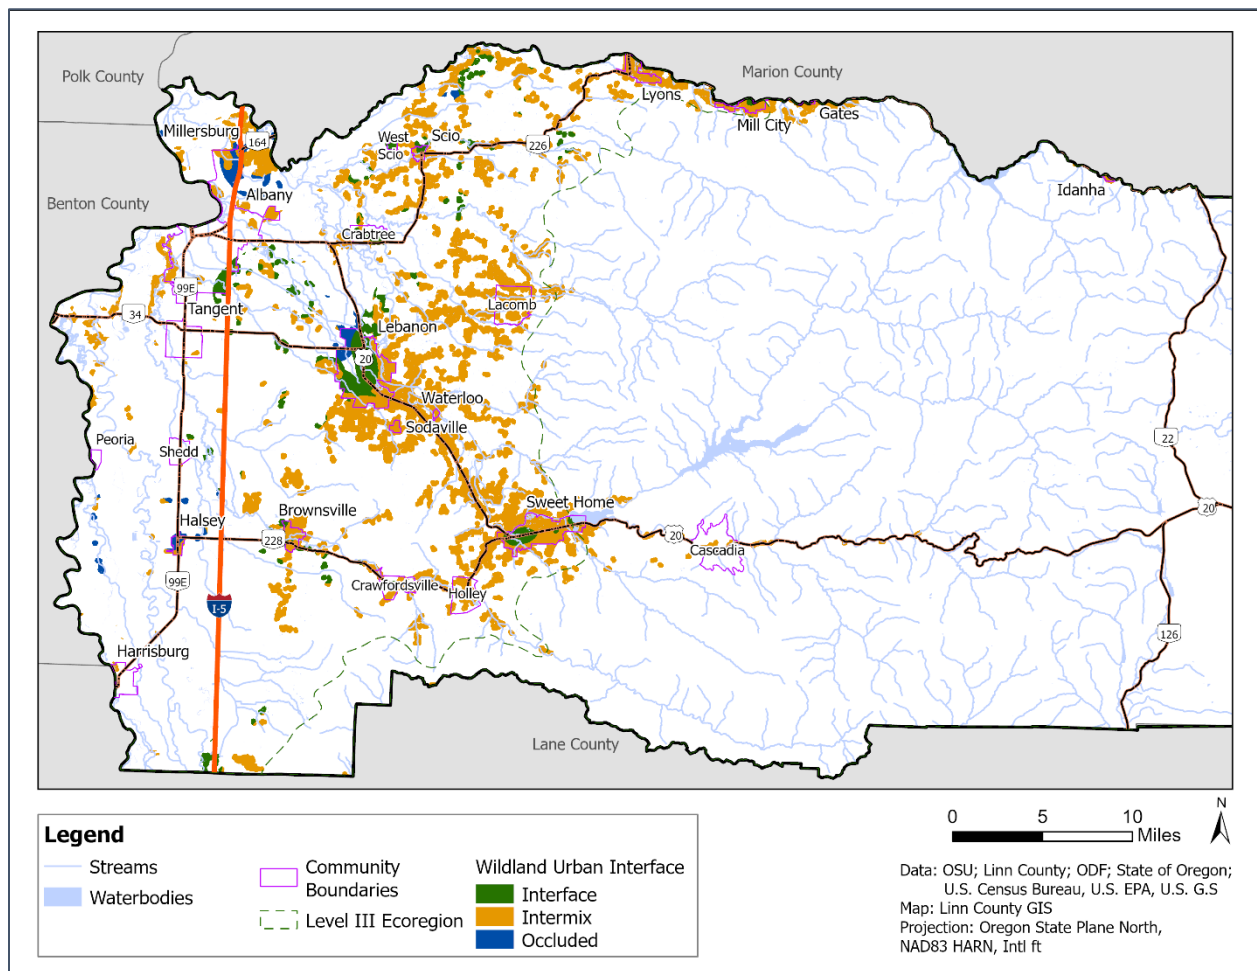 Polk County
Marion County
Lyons
Mill City
Gates
Millersburg
164
West
Scio
Scio
226
Idanha
Benton County
Albany
Crabtree
99E
Tangent
34
Lacomb
Lebanon
20
Waterloo
Sodaville
Peoria
Shedd
22
Sweet Home
20
Halsey
Brownsville
228
20
Cascadia
99E
Crawfordsville
Holley
I-5
126
Harrisburg
Lane County
Legend
Streams
Waterbodies
Community
Boundaries
Level III Ecoregion
Wildland Urban Interface
Interface
Intermix
Occluded
N
0 5 10
Miles
Data: OSU; Linn County; ODF; State of Oregon;
U.S. Census Bureau, U.S. EPA, U.S. G.S
Map: Linn County GIS
Projection: Oregon State Plane North,
NAD83 HARN, Intl ft